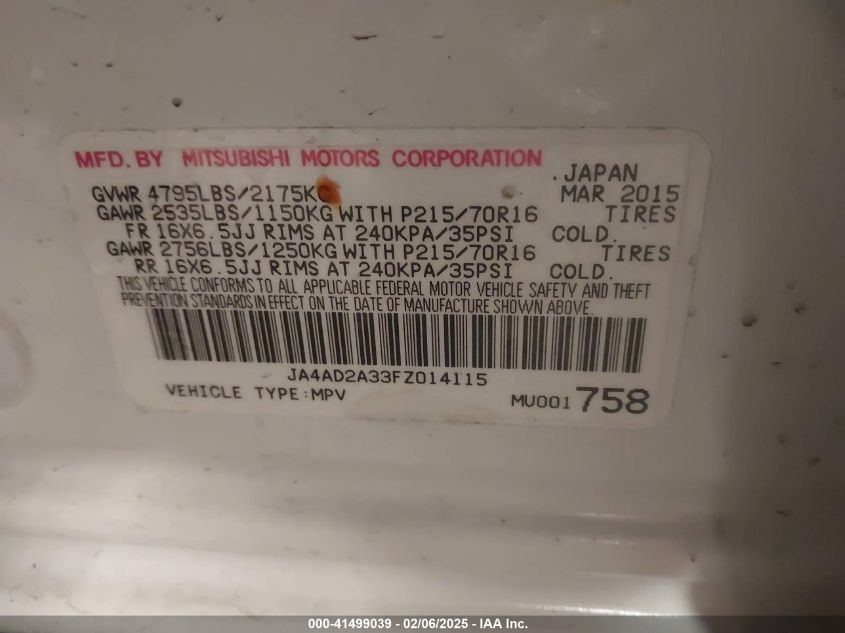 MFD. BY MITSUBISHI MOTORS CORPORATION
. JAPAN
GVWR 4795LBS/2175KG MAR 2015
GAWR 2535LBS/1150KG WITH P215/70R16 TIRES
FR 16X6.5JJ RIMS AT 240KPA/35PSI COLD.
GAWR 2756LBS/1250KG WITH P215/70R16 TIRES
RR 16X6.5JJ RIMS AT 240KPA/35PSI COLD.
THIS VEHICLE CONFORMS TO ALL APPLICABLE FEDERAL MOTOR VEHICLE SAFETY AND THEFT
PREVENTION STANDARDS IN EFFECT ON THE DATE OF MANUFACTURE SHOWN ABOVE.
JA4AD2A33FZ014115
VEHICLE TYPE:MPV MU001 758
000-41499039 - 02/06/2025 - IAA Inc.